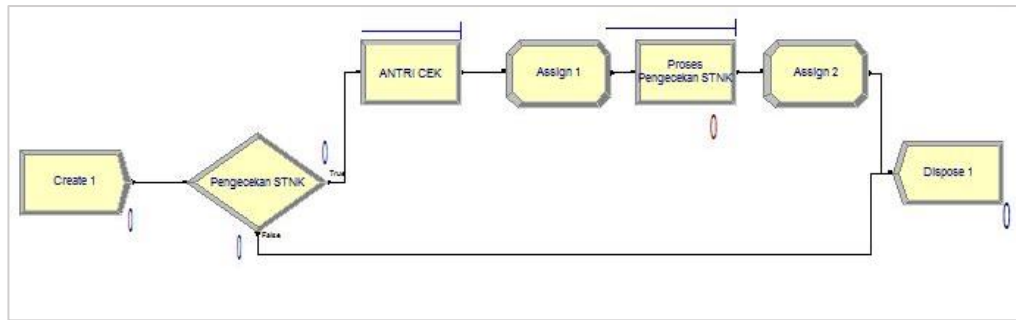 ANTRI CEK
Assign 1
Proses
Pengecekan STNK
Assign 2
Create 1
0
Pengecekan STNK
0
True
0
False
0
Dispose 1
0